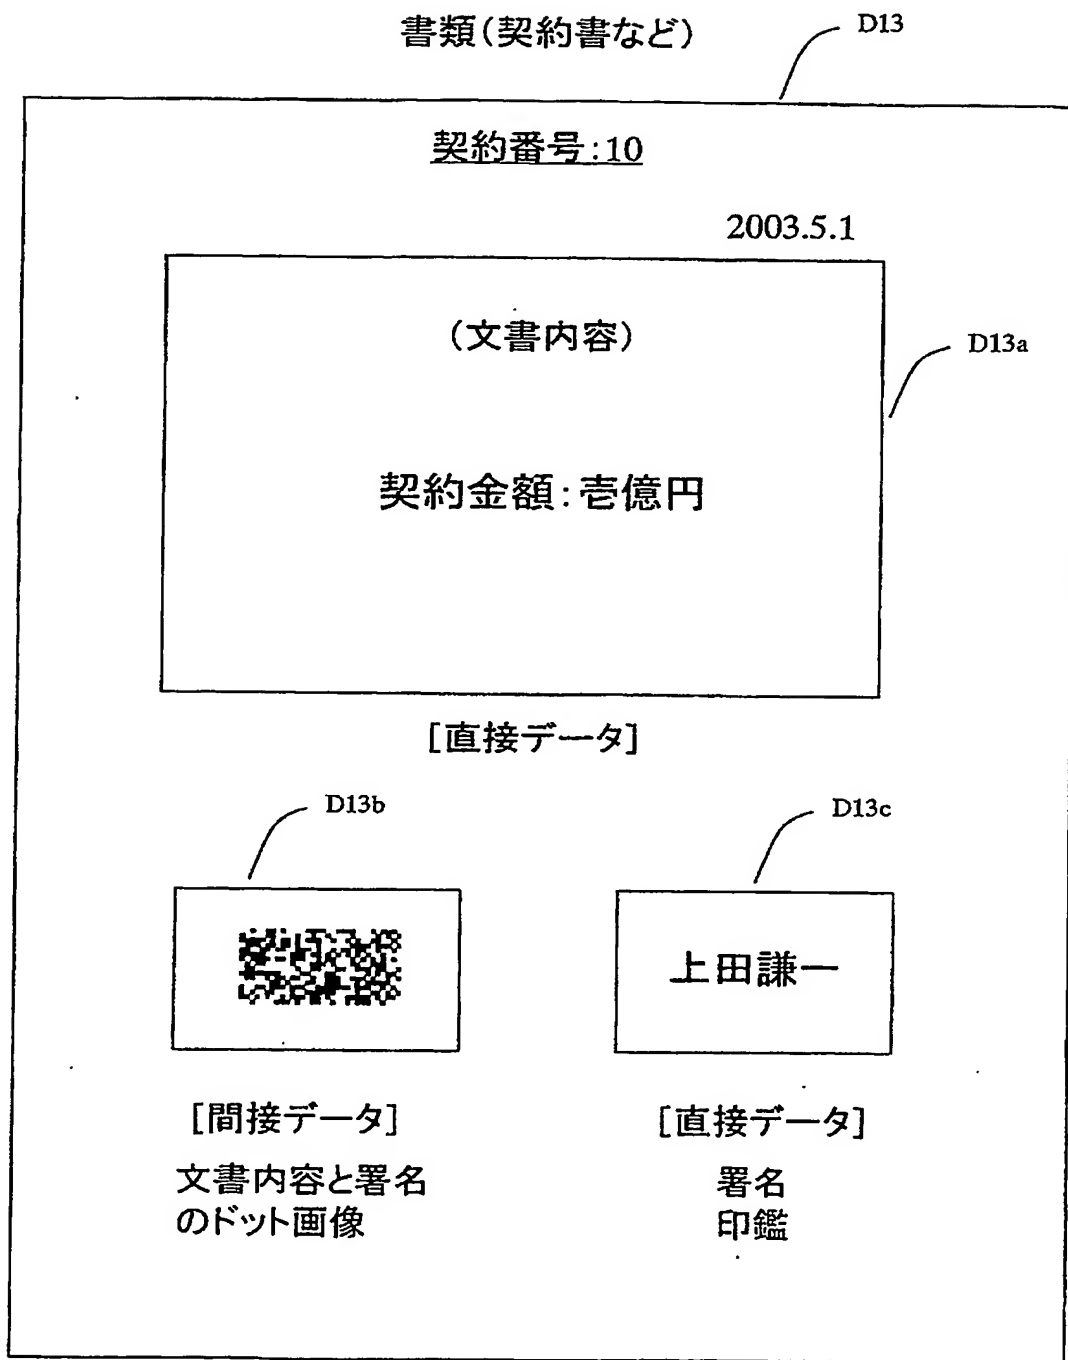 書類(契約書など)
D13
契約番号:10
2003.5.1
(文書内容)
D13a
契約金額:壱億円
[直接データ]
D13b
D13c
上田謙一
[間接データ]
[直接データ]
文書内容と署名
のドット画像
署名
印鑑